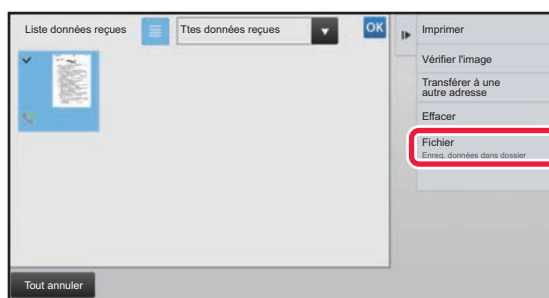 Liste données reçues
Ttes données reçues
OK
Imprimer
Vérifier l'image
Transférer à une
autre adresse
Effacer
Fichier
Enreg. données dans dossier
Tout annuler